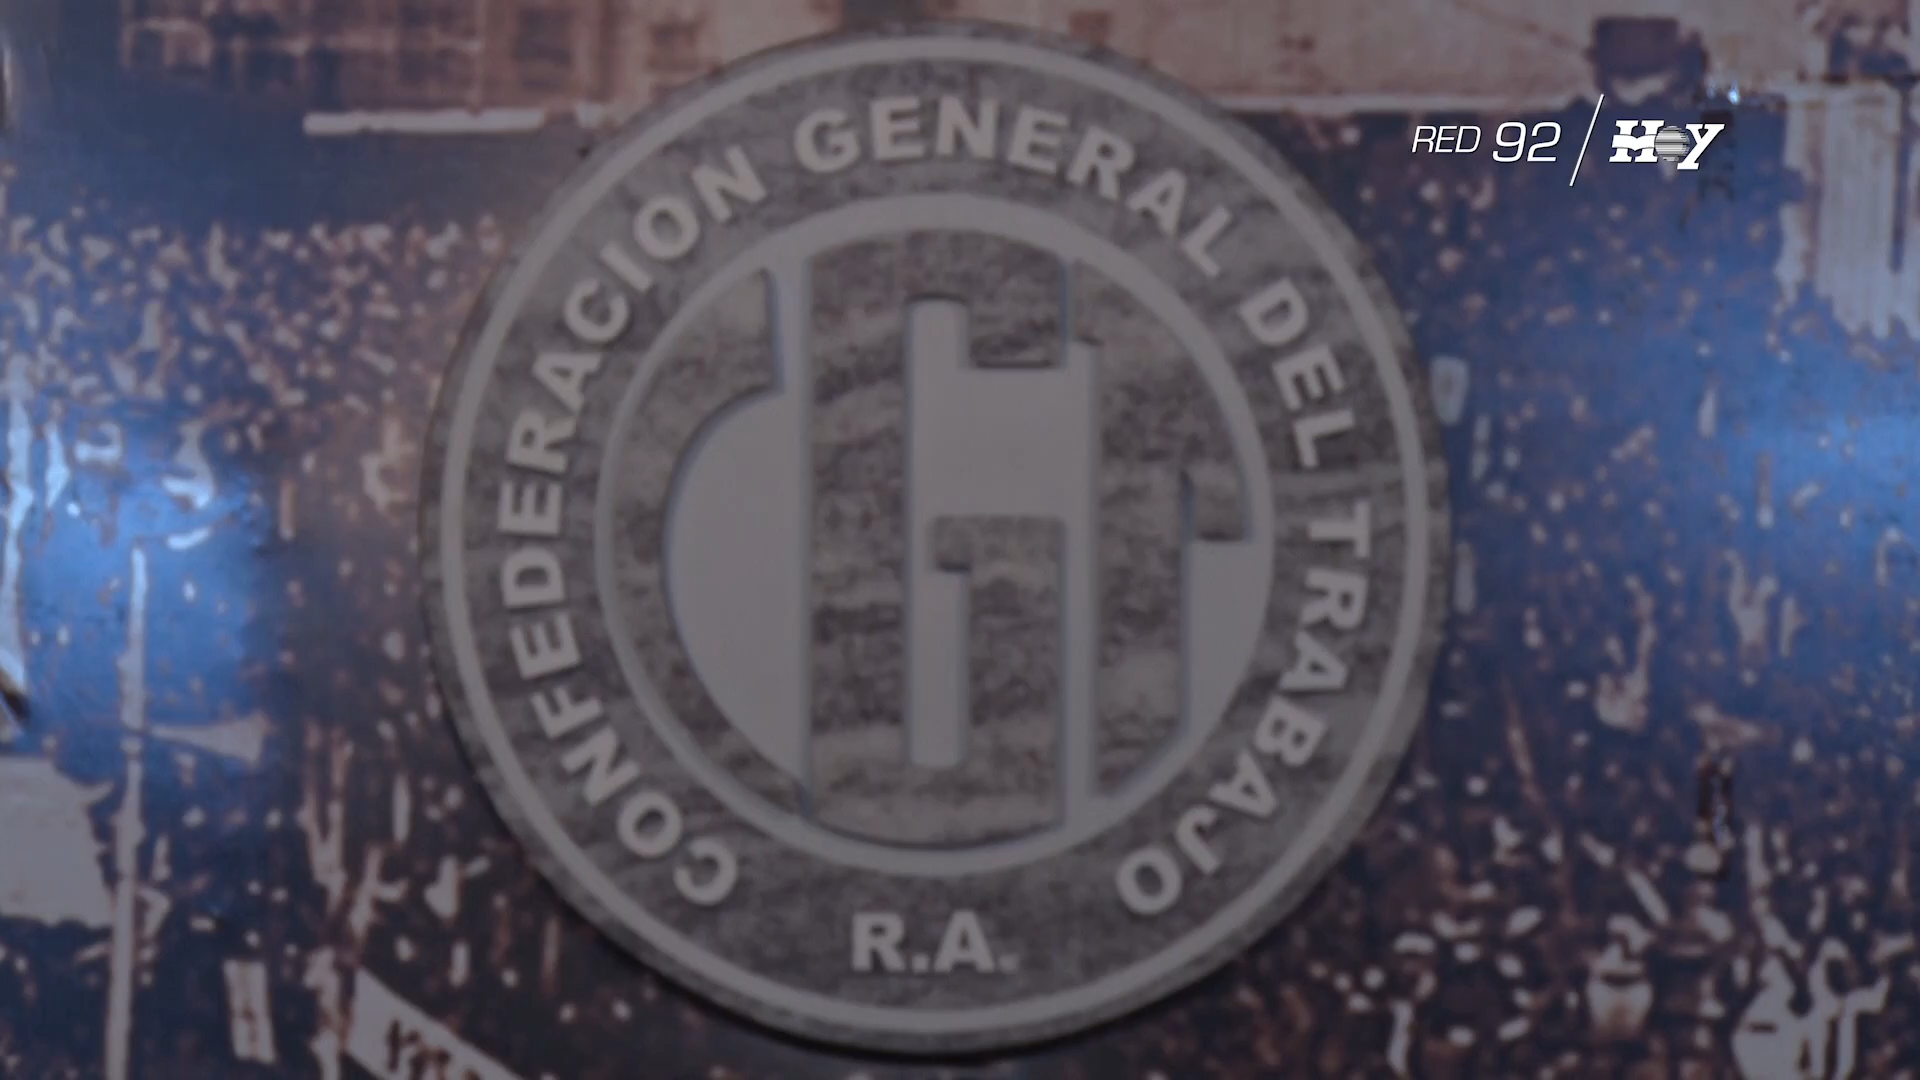 RED 92 / HOY
CONFEDERACION GENERAL DEL TRABAJO
CGT
R.A.